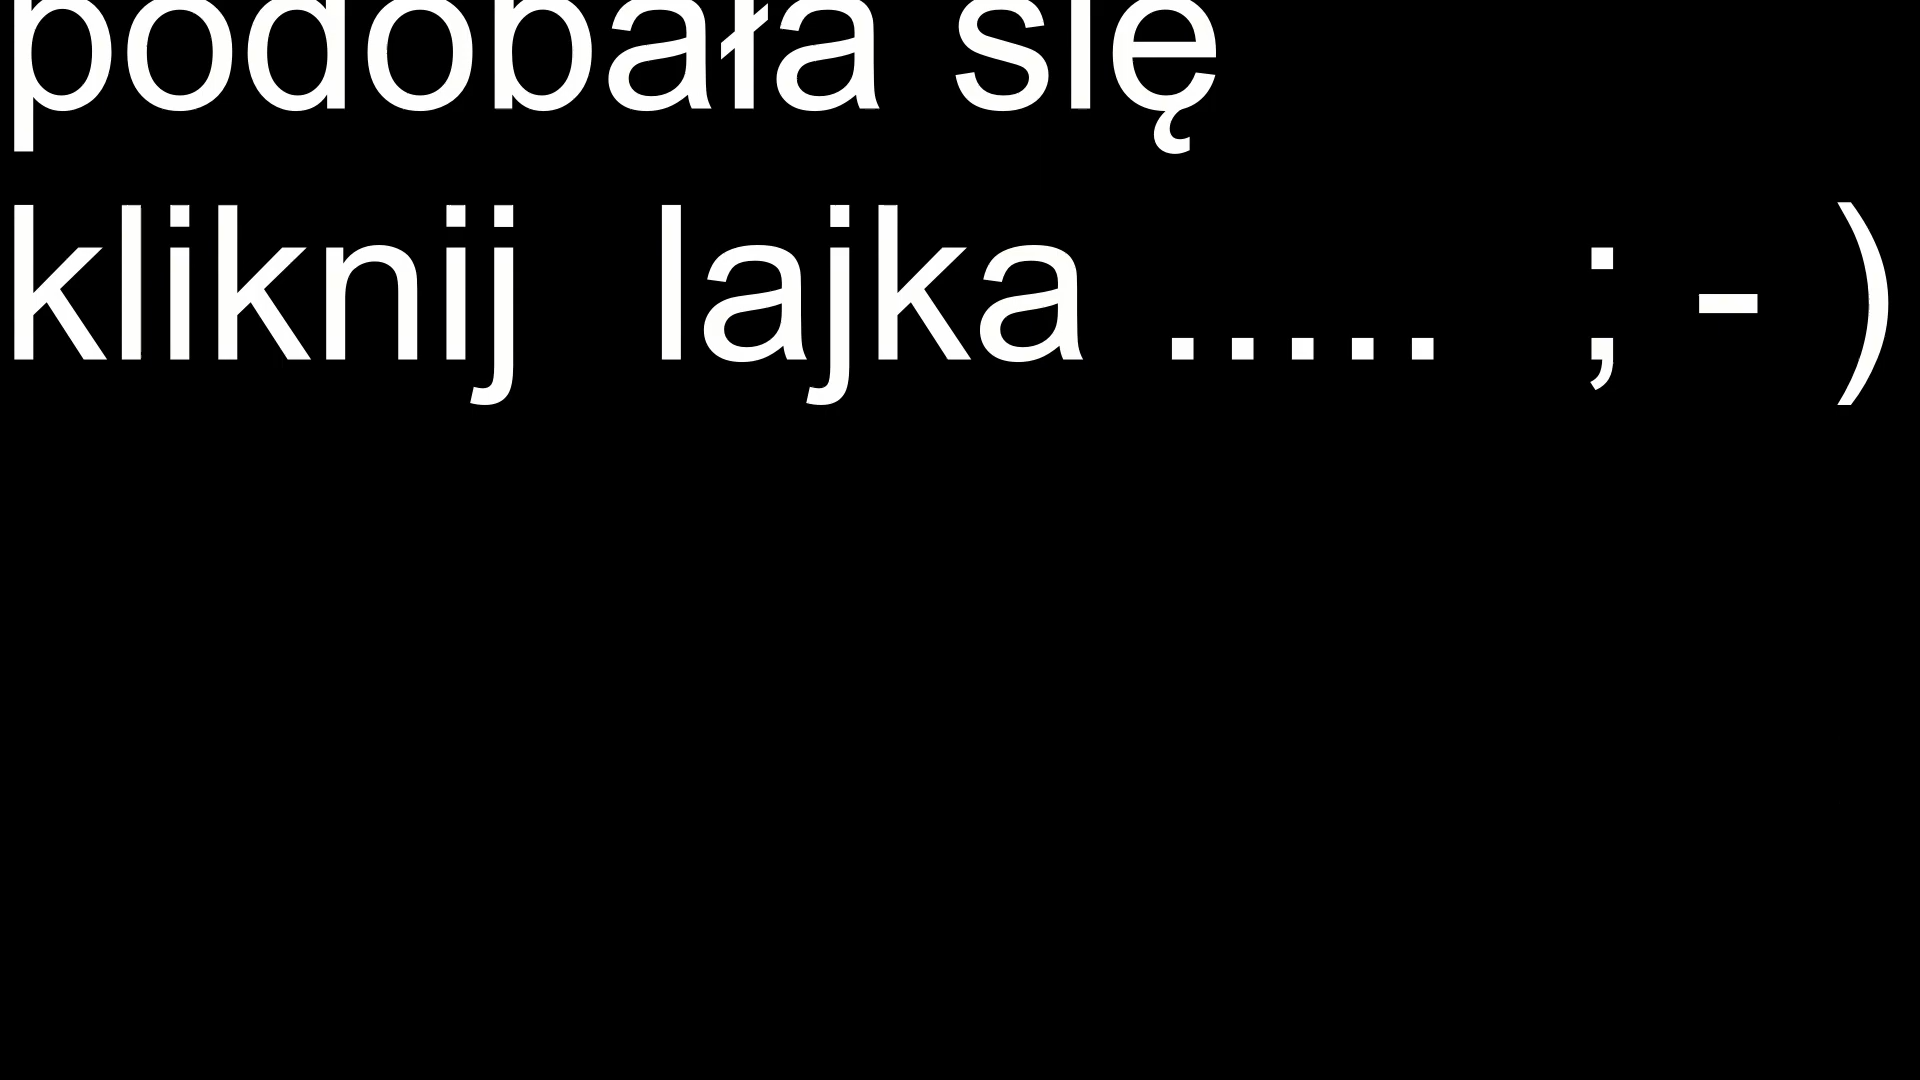 podobała się
kliknij  lajka .....  ; - )